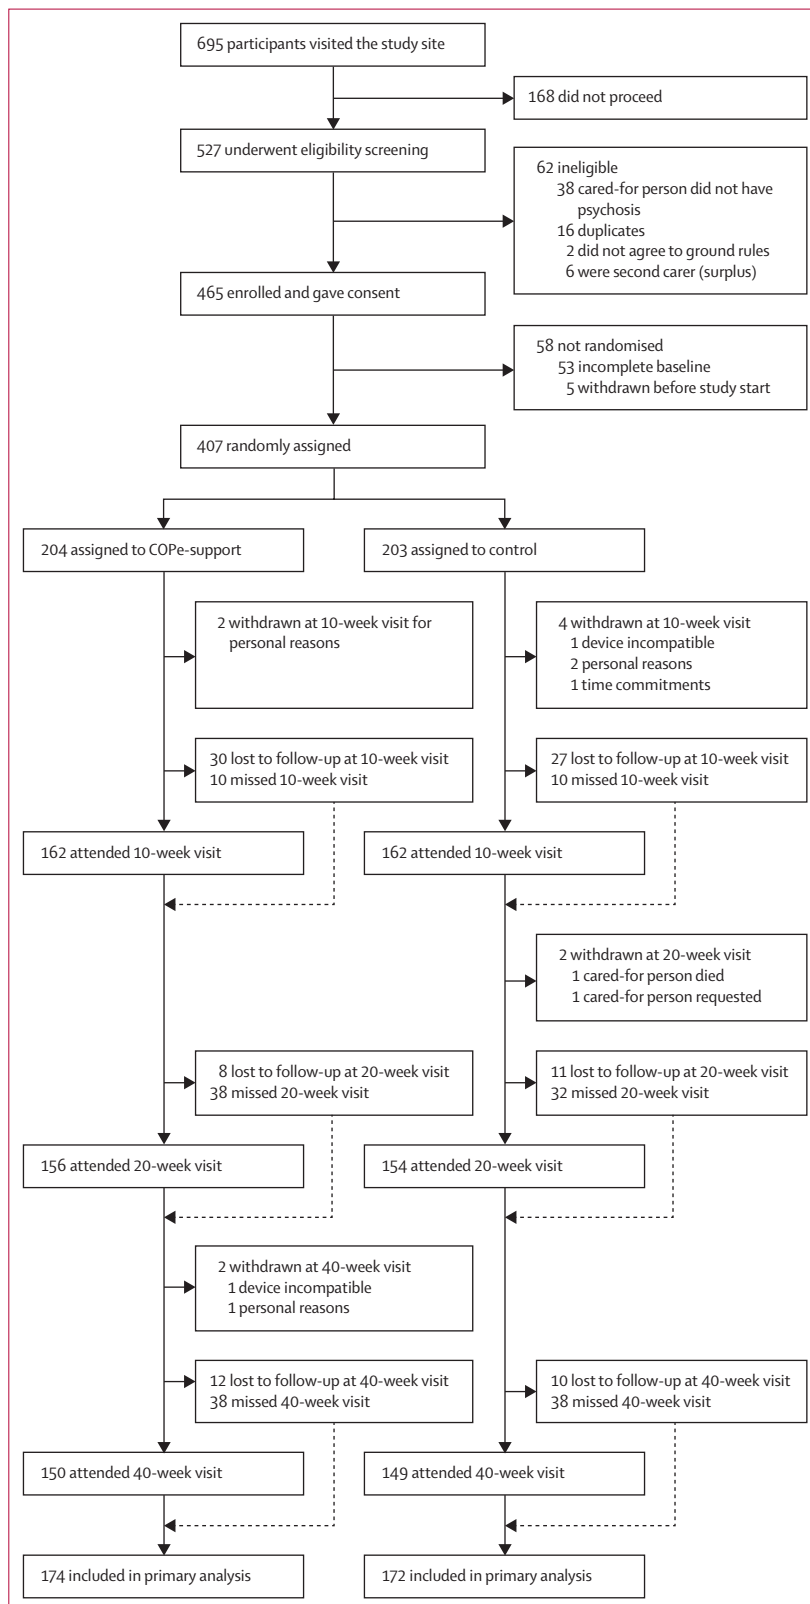 695 participants visited the study site
168 did not proceed
527 underwent eligibility screening
62 ineligible
38 cared-for person did not have
psychosis
16 duplicates
2 did not agree to ground rules
6 were second carer (surplus)
465 enrolled and gave consent
58 not randomised
53 incomplete baseline
5 withdrawn before study start
407 randomly assigned
204 assigned to COPe-support
203 assigned to control
2 withdrawn at 10-week visit for
personal reasons
4 withdrawn at 10-week visit
1 device incompatible
2 personal reasons
1 time commitments
30 lost to follow-up at 10-week visit
10 missed 10-week visit
27 lost to follow-up at 10-week visit
10 missed 10-week visit
162 attended 10-week visit
162 attended 10-week visit
2 withdrawn at 20-week visit
1 cared-for person died
1 cared-for person requested
8 lost to follow-up at 20-week visit
38 missed 20-week visit
11 lost to follow-up at 20-week visit
32 missed 20-week visit
156 attended 20-week visit
154 attended 20-week visit
2 withdrawn at 40-week visit
1 device incompatible
1 personal reasons
12 lost to follow-up at 40-week visit
38 missed 40-week visit
10 lost to follow-up at 40-week visit
38 missed 40-week visit
150 attended 40-week visit
149 attended 40-week visit
174 included in primary analysis
172 included in primary analysis